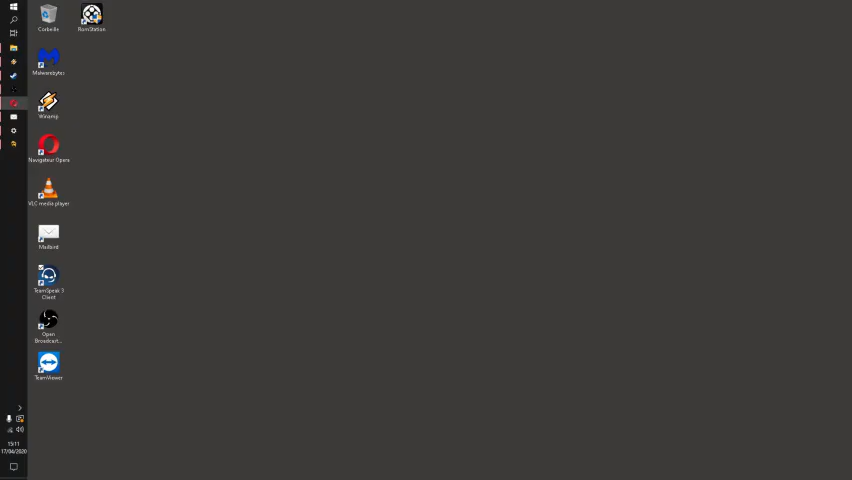 Corbeille
RomStation
Malwarebytes
Winamp
Navigateur Opera
VLC media player
Mailbird
TeamSpeak 3
Client
Open
Broadcast...
TeamViewer
15:11
17/04/2020